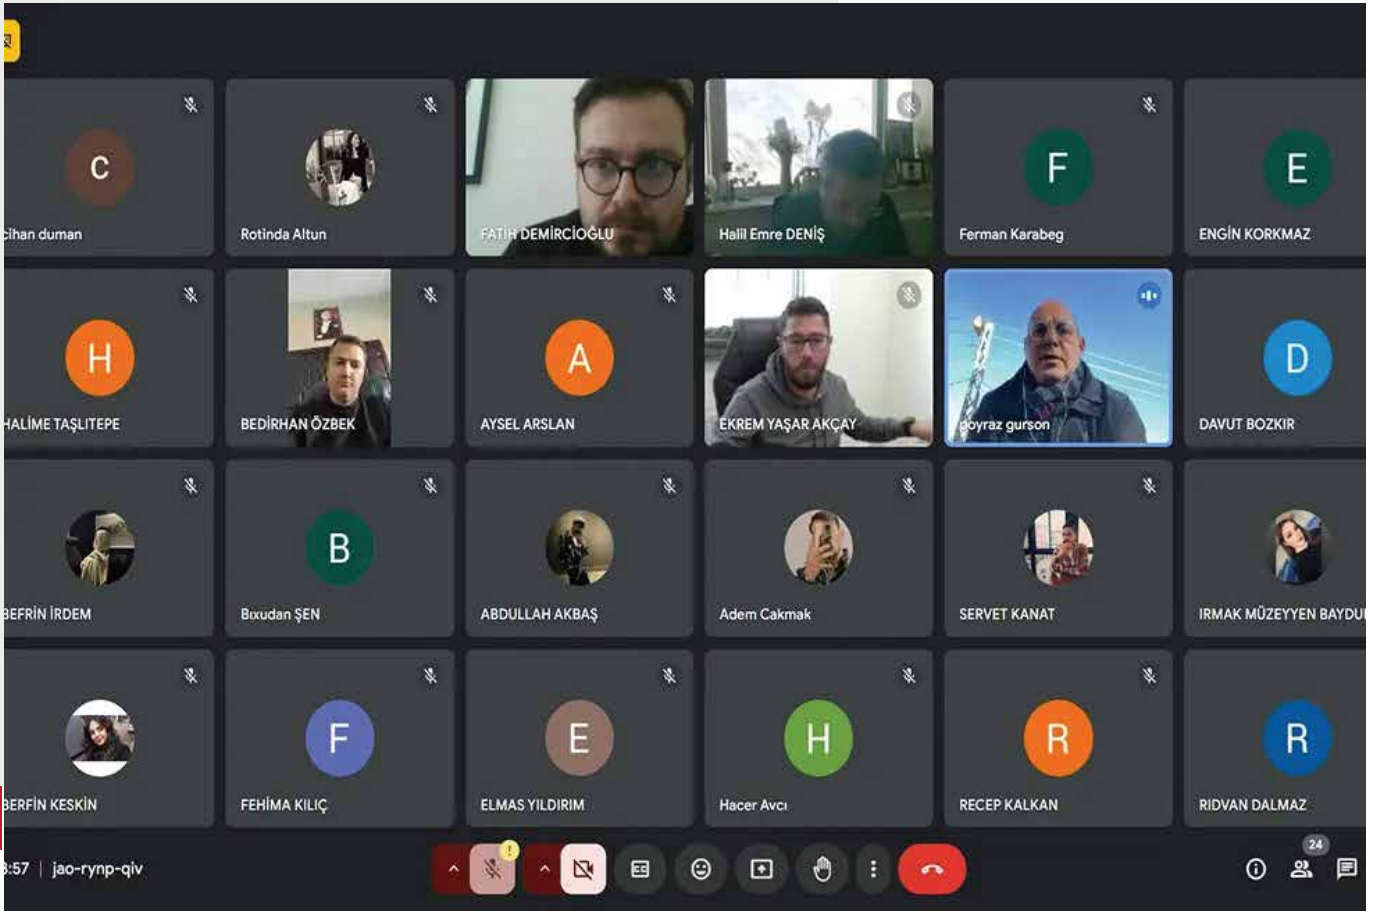 C
cihan duman
Rotinda Altun
FATİH DEMİRCİOĞLU
Halil Emre DENİŞ
F
Ferman Karabeg
E
ENGİN KORKMAZ
H
HALİME TAŞLITEPE
BEDİRHAN ÖZBEK
A
AYSEL ARSLAN
EKREM YAŞAR AKÇAY
poyraz gurson
D
DAVUT BOZKIR
BEFRİN İRDEM
B
Bıxudan ŞEN
ABDULLAH AKBAŞ
Adem Cakmak
SERVET KANAT
IRMAK MÜZEYYEN BAYDU
BERFİN KESKİN
F
FEHİMA KILIÇ
E
ELMAS YILDIRIM
H
Hacer Avcı
R
RECEP KALKAN
R
RIDVAN DALMAZ
:57 | jao-rynp-qiv
24